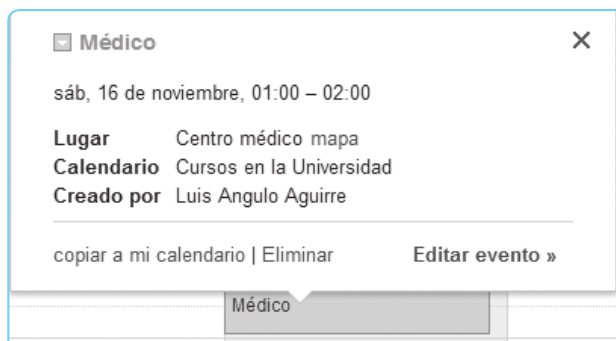 Médico
sáb, 16 de noviembre, 01:00 – 02:00
Lugar Centro médico mapa
Calendario Cursos en la Universidad
Creado por Luis Angulo Aguirre
copiar a mi calendario | Eliminar Editar evento »
Médico